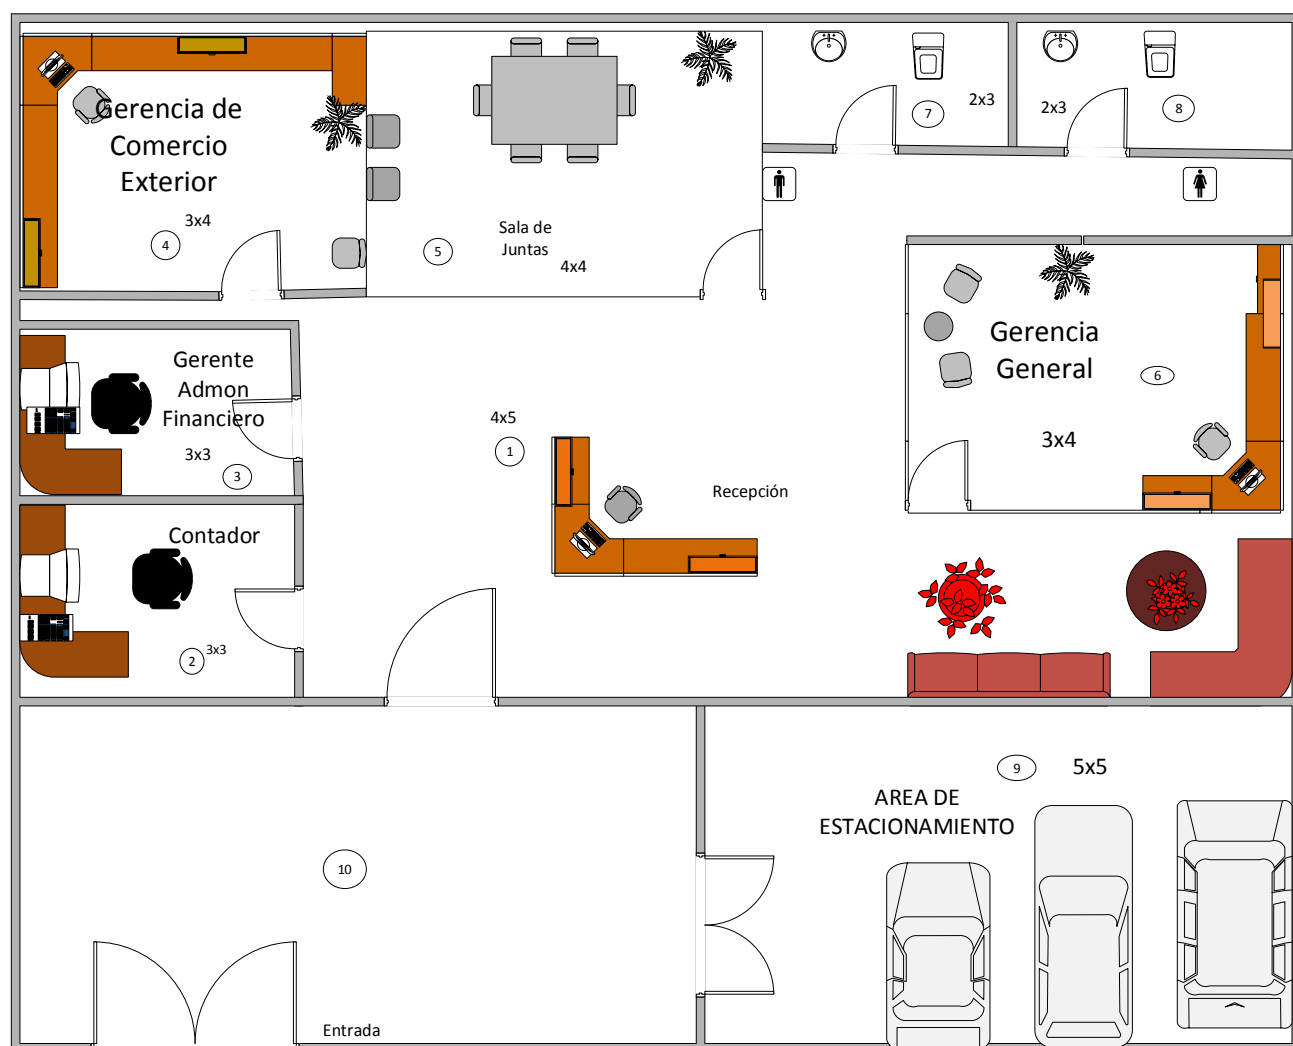 Gerencia de
Comercio
Exterior
3x4
4
Sala de
Juntas
4x4
5
7
2x3
2x3
8
Gerencia
General
6
3x4
Gerente
Admon
Financiero
3x3
3
4x5
1
Recepción
Contador
2
3x3
9
5x5
AREA DE
ESTACIONAMIENTO
10
Entrada